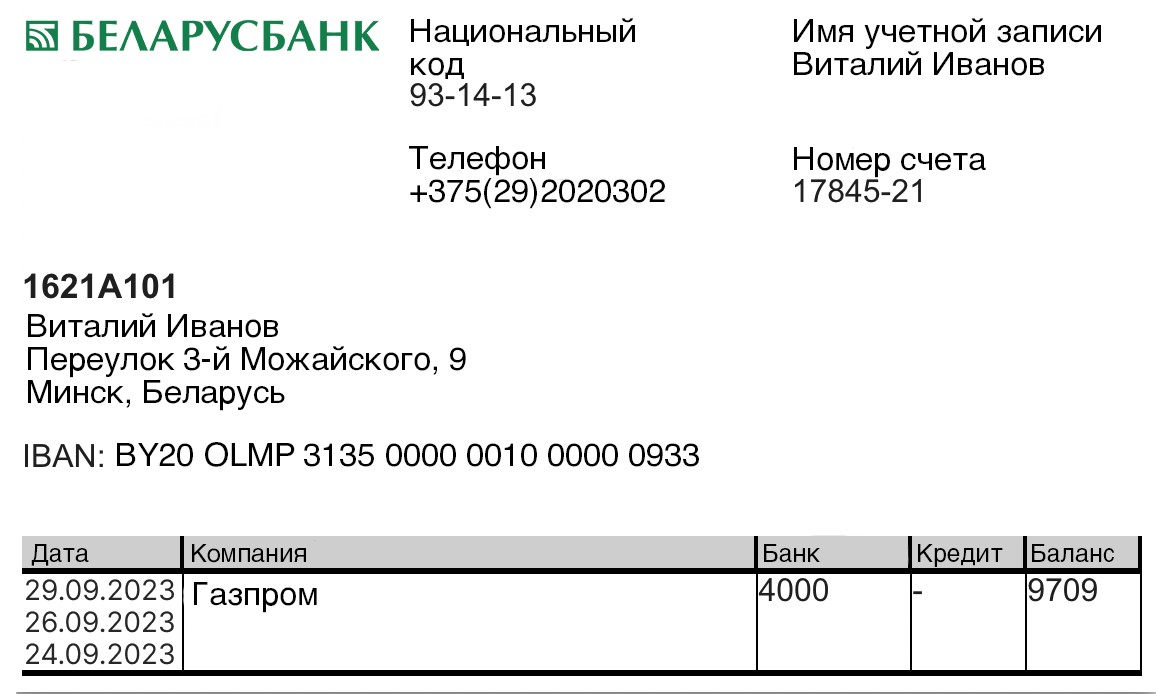 БЕЛАРУСБАНК
Национальный
код
93-14-13
Имя учетной записи
Виталий Иванов
Телефон
+375(29)2020302
Номер счета
17845-21
1621A101
Виталий Иванов
Переулок 3-й Можайского, 9
Минск, Беларусь
IBAN: BY20 OLMP 3135 0000 0010 0000 0933
Дата Компания Банк Кредит Баланс
29.09.2023 Газпром 4000 - 9709
26.09.2023
24.09.2023